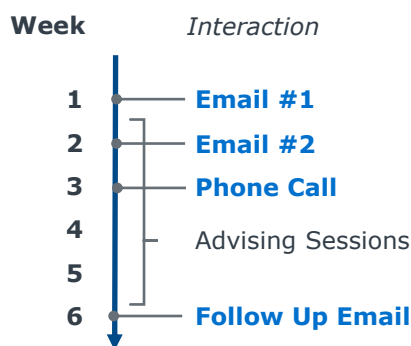 Week Interaction
1 Email #1
2 Email #2
3 Phone Call
4
Advising Sessions
5
6 Follow Up Email